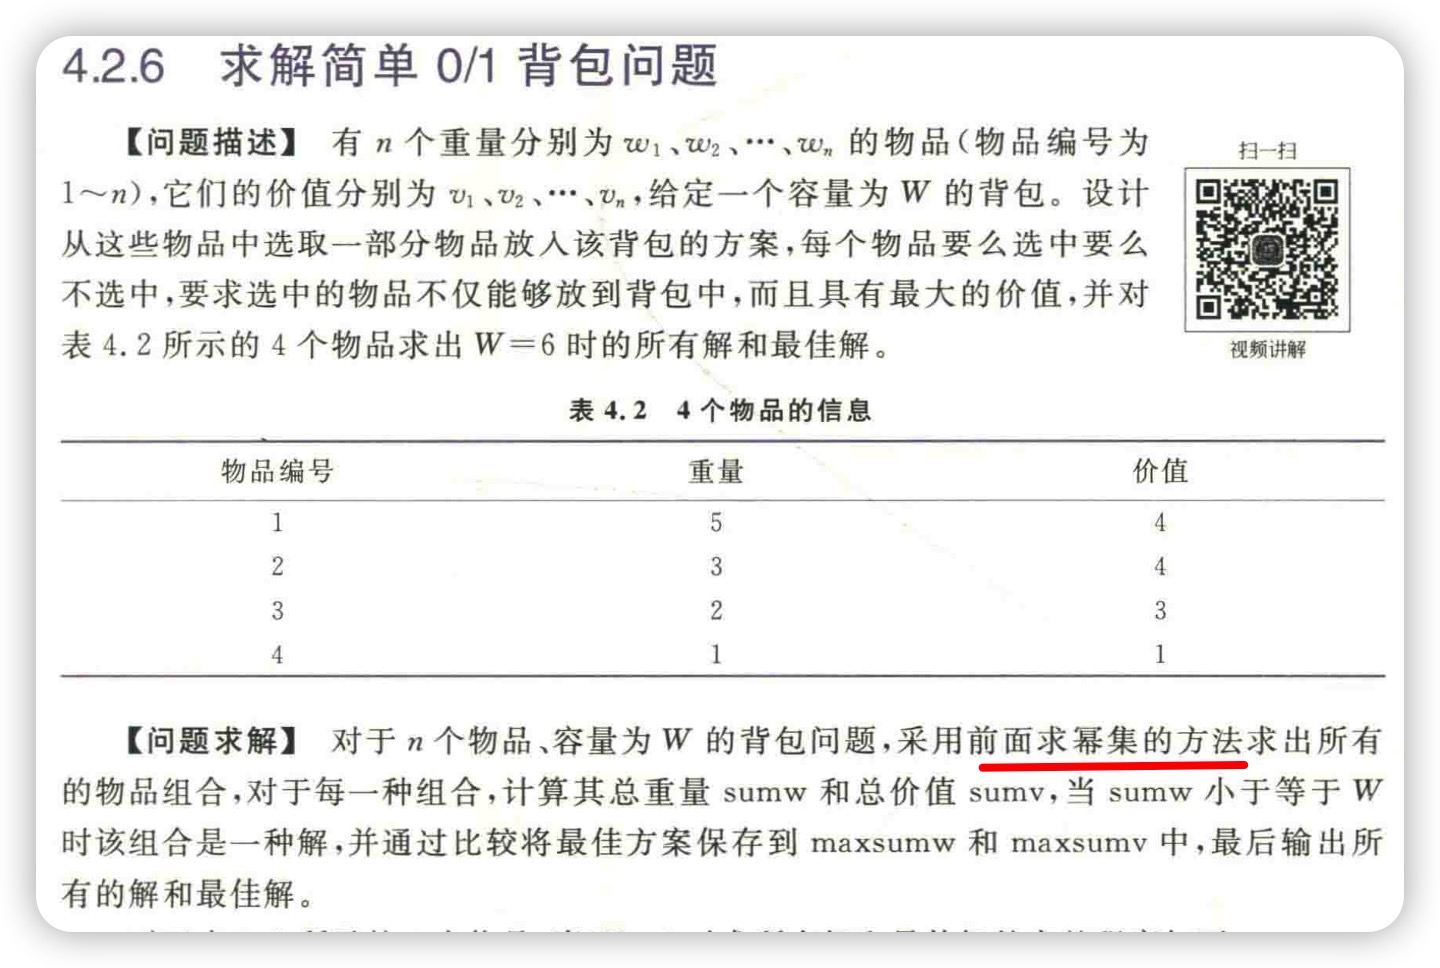 4.2.6 求解简单 0/1 背包问题
【问题描述】 有 n 个重量分别为 w₁、w₂、…、wₙ 的物品(物品编号为
1～n),它们的价值分别为 v₁、v₂、…、vₙ,给定一个容量为 W 的背包。设计
从这些物品中选取一部分物品放入该背包的方案,每个物品要么选中要么
不选中,要求选中的物品不仅能够放到背包中,而且具有最大的价值,并对
表 4.2 所示的 4 个物品求出 W=6 时的所有解和最佳解。
扫一扫
视频讲解
表 4.2 4 个物品的信息
物品编号 重量 价值
1 5 4
2 3 4
3 2 3
4 1 1
【问题求解】 对于 n 个物品、容量为 W 的背包问题,采用前面求幂集的方法求出所有
的物品组合,对于每一种组合,计算其总重量 sumw 和总价值 sumv,当 sumw 小于等于 W
时该组合是一种解,并通过比较将最佳方案保存到 maxsumw 和 maxsumv 中,最后输出所
有的解和最佳解。